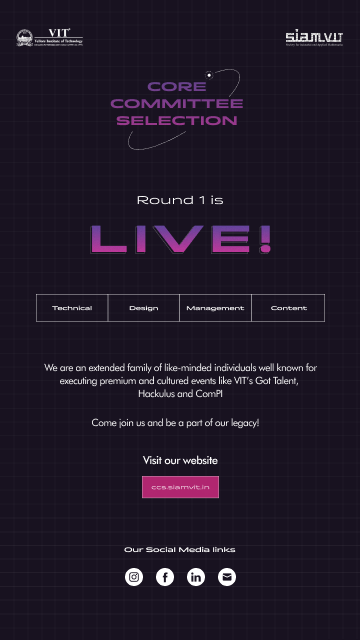 VIT
Vellore Institute of Technology
SIAM.VIT
CORE
COMMITTEE
SELECTION
Round 1 is
LIVE!
Technical Design Management Content
We are an extended family of like-minded individuals well known for
executing premium and cultured events like VIT's Got Talent,
Hackulus and ComPI
Come join us and be a part of our legacy!
Visit our website
ccs.siamvit.in
Our Social Media links